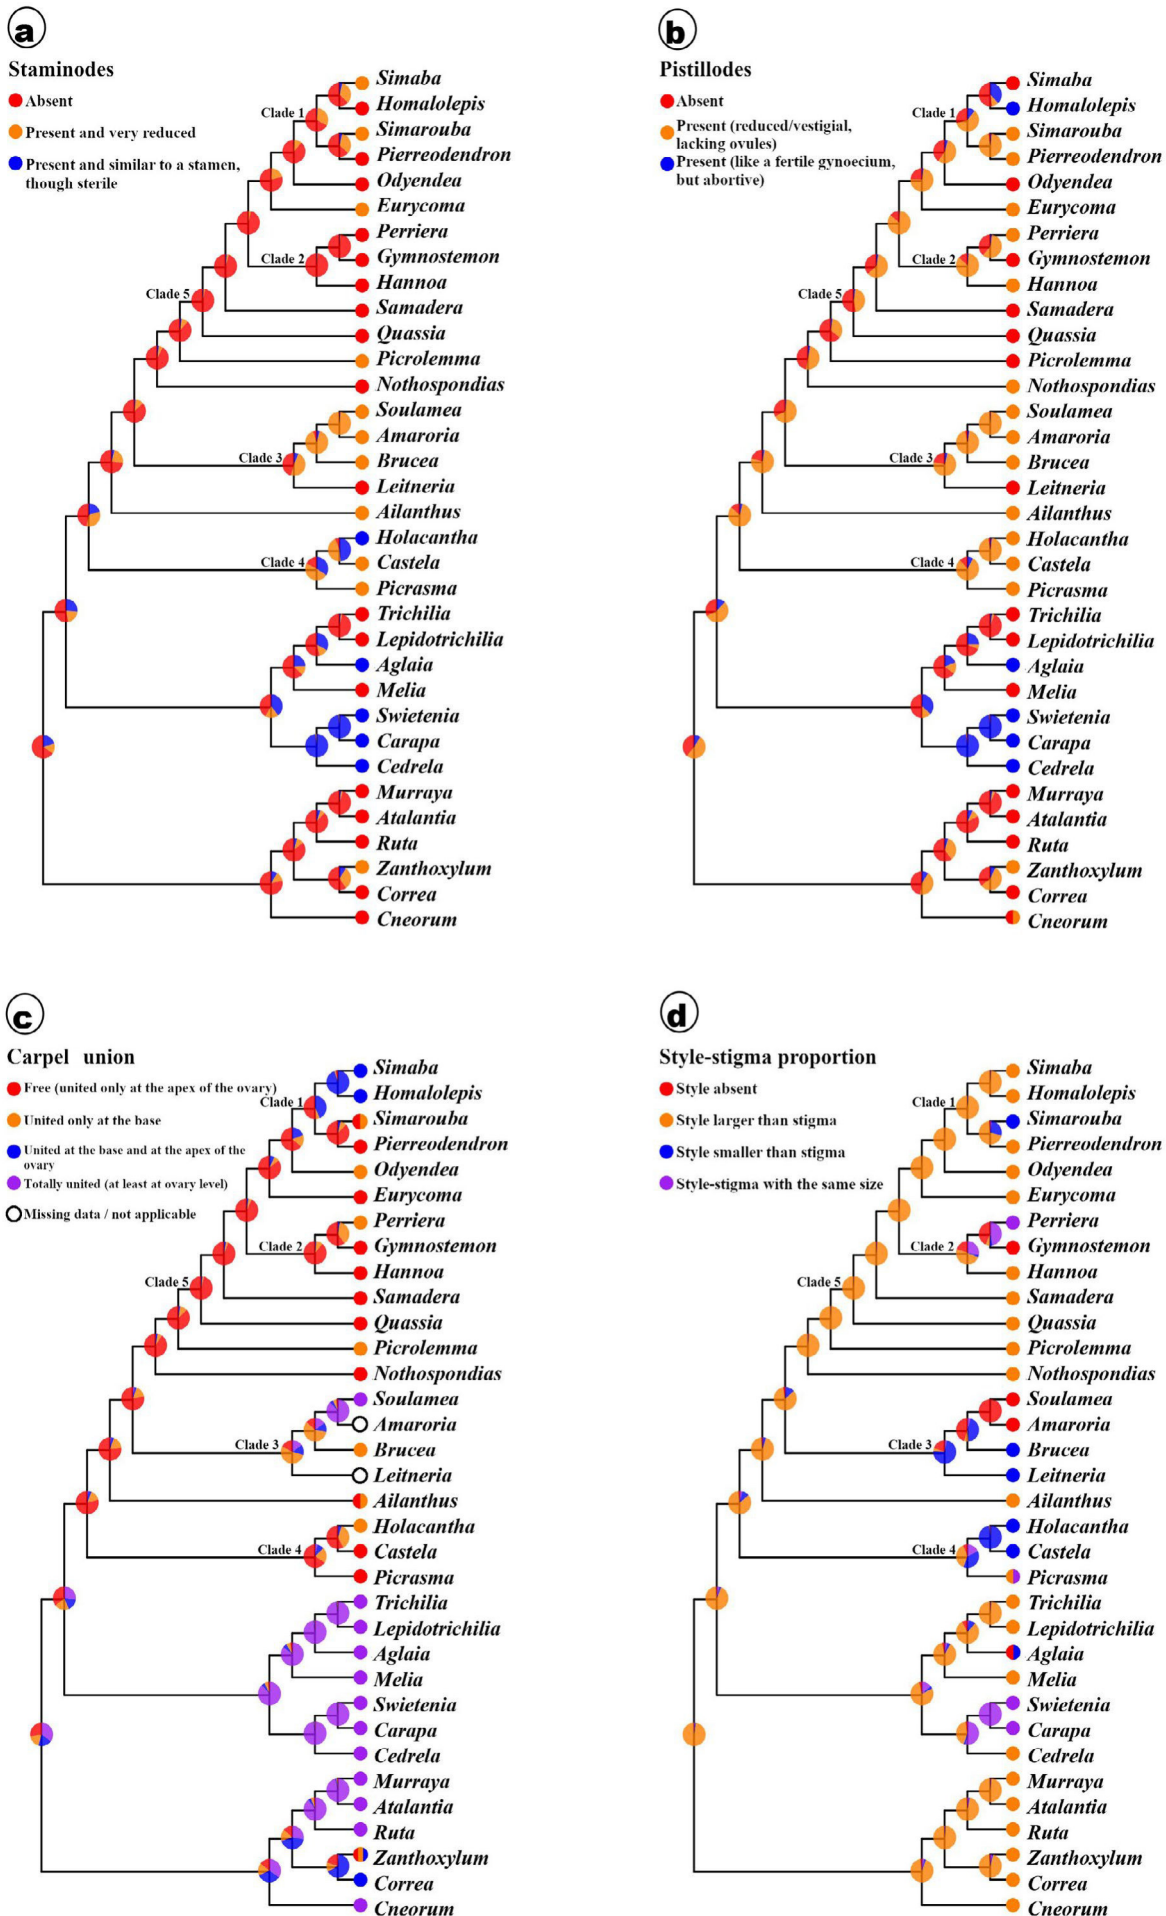 a
Staminodes
Absent
Present and very reduced
Present and similar to a stamen,
though sterile
Clade 1
Clade 2
Clade 5
Clade 3
Clade 4
Simaba
Homalolepis
Simarouba
Pierreodendron
Odyendea
Eurycoma
Perriera
Gymnostemon
Hannoa
Samadera
Quassia
Picrolemma
Nothospondias
Soulamea
Amaroria
Brucea
Leitneria
Ailanthus
Holacantha
Castela
Picrasma
Trichilia
Lepidotrichilia
Aglaia
Melia
Swietenia
Carapa
Cedrela
Murraya
Atalantia
Ruta
Zanthoxylum
Correa
Cneorum
b
Pistillodes
Absent
Present (reduced/vestigial,
lacking ovules)
Present (like a fertile gynoecium,
but abortive)
Clade 1
Clade 2
Clade 5
Clade 3
Clade 4
Simaba
Homalolepis
Simarouba
Pierreodendron
Odyendea
Eurycoma
Perriera
Gymnostemon
Hannoa
Samadera
Quassia
Picrolemma
Nothospondias
Soulamea
Amaroria
Brucea
Leitneria
Ailanthus
Holacantha
Castela
Picrasma
Trichilia
Lepidotrichilia
Aglaia
Melia
Swietenia
Carapa
Cedrela
Murraya
Atalantia
Ruta
Zanthoxylum
Correa
Cneorum
c
Carpel union
Free (united only at the apex of the ovary)
United only at the base
United at the base and at the apex of the
ovary
Totally united (at least at ovary level)
Missing data / not applicable
Clade 1
Clade 2
Clade 5
Clade 3
Clade 4
Simaba
Homalolepis
Simarouba
Pierreodendron
Odyendea
Eurycoma
Perriera
Gymnostemon
Hannoa
Samadera
Quassia
Picrolemma
Nothospondias
Soulamea
Amaroria
Brucea
Leitneria
Ailanthus
Holacantha
Castela
Picrasma
Trichilia
Lepidotrichilia
Aglaia
Melia
Swietenia
Carapa
Cedrela
Murraya
Atalantia
Ruta
Zanthoxylum
Correa
Cneorum
d
Style-stigma proportion
Style absent
Style larger than stigma
Style smaller than stigma
Style-stigma with the same size
Clade 1
Clade 2
Clade 5
Clade 3
Clade 4
Simaba
Homalolepis
Simarouba
Pierreodendron
Odyendea
Eurycoma
Perriera
Gymnostemon
Hannoa
Samadera
Quassia
Picrolemma
Nothospondias
Soulamea
Amaroria
Brucea
Leitneria
Ailanthus
Holacantha
Castela
Picrasma
Trichilia
Lepidotrichilia
Aglaia
Melia
Swietenia
Carapa
Cedrela
Murraya
Atalantia
Ruta
Zanthoxylum
Correa
Cneorum